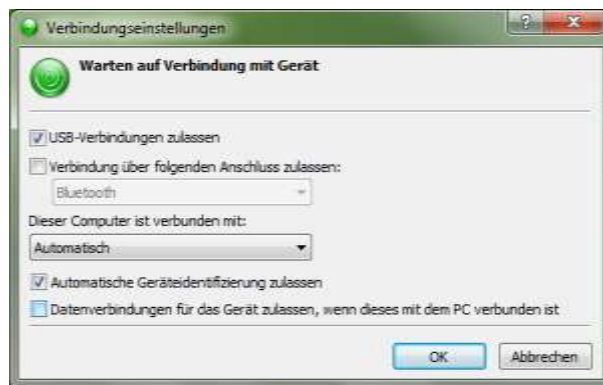 Verbindungseinstellungen
Warten auf Verbindung mit Gerät
USB-Verbindungen zulassen
Verbindung über folgenden Anschluss zulassen:
Bluetooth
Dieser Computer ist verbunden mit:
Automatisch
Automatische Geräteidentifizierung zulassen
Datenverbindungen für das Gerät zulassen, wenn dieses mit dem PC verbunden ist
OK Abbrechen